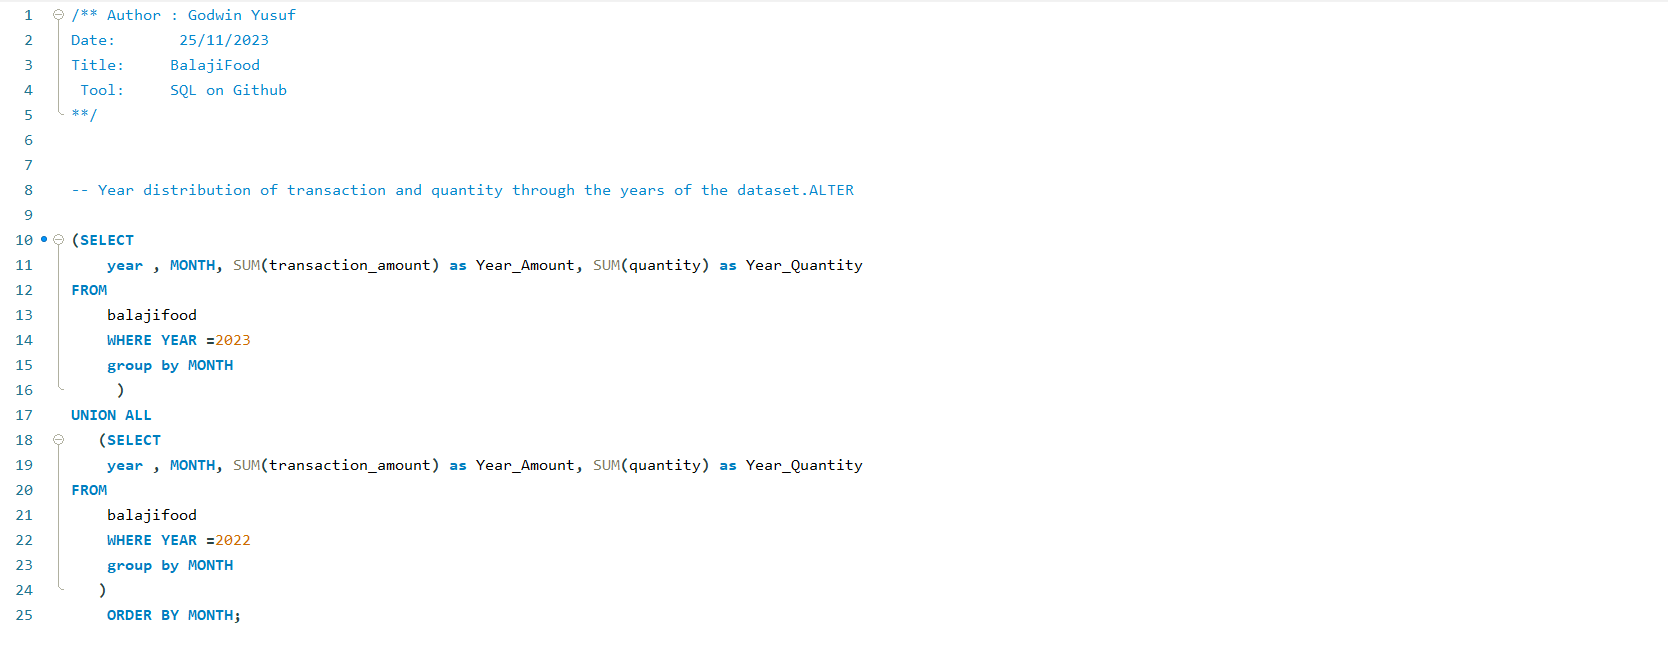 1 /** Author : Godwin Yusuf
2 Date: 25/11/2023
3 Title: BalajiFood
4 Tool: SQL on Github
5 **/
6
7
8 -- Year distribution of transaction and quantity through the years of the dataset.ALTER
9
10 (SELECT
11 year , MONTH, SUM(transaction_amount) as Year_Amount, SUM(quantity) as Year_Quantity
12 FROM
13 balajifood
14 WHERE YEAR =2023
15 group by MONTH
16 )
17 UNION ALL
18 (SELECT
19 year , MONTH, SUM(transaction_amount) as Year_Amount, SUM(quantity) as Year_Quantity
20 FROM
21 balajifood
22 WHERE YEAR =2022
23 group by MONTH
24 )
25 ORDER BY MONTH;